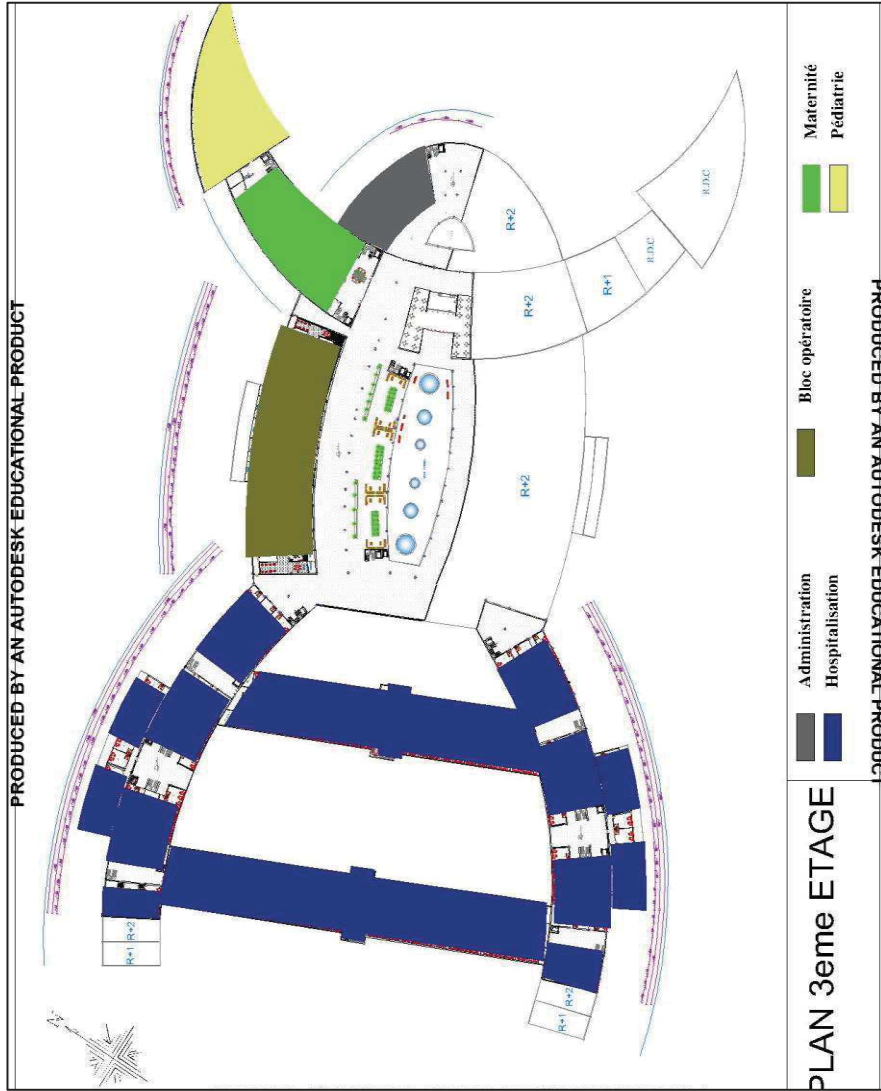 PRODUCED BY AN AUTODESK EDUCATIONAL PRODUCT
N
R+2
R+2
R+1
R.D.C
R.D.C
R+2
R+1
R+2
R+1
R+2
PLAN 3eme ETAGE
Administration
Hospitalisation
Bloc opératoire
Maternité
Pédiatrie
PRODUCED BY AN AUTODESK EDUCATIONAL PRODUCT